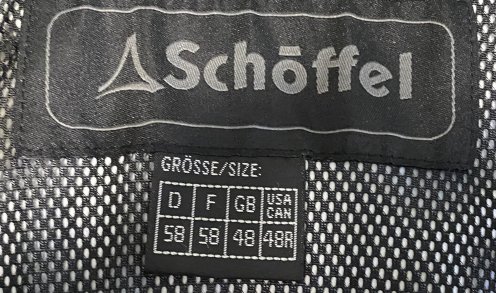 Schöffel
GRÖSSE/SIZE:
D F GB USA CAN
58 58 48 48R